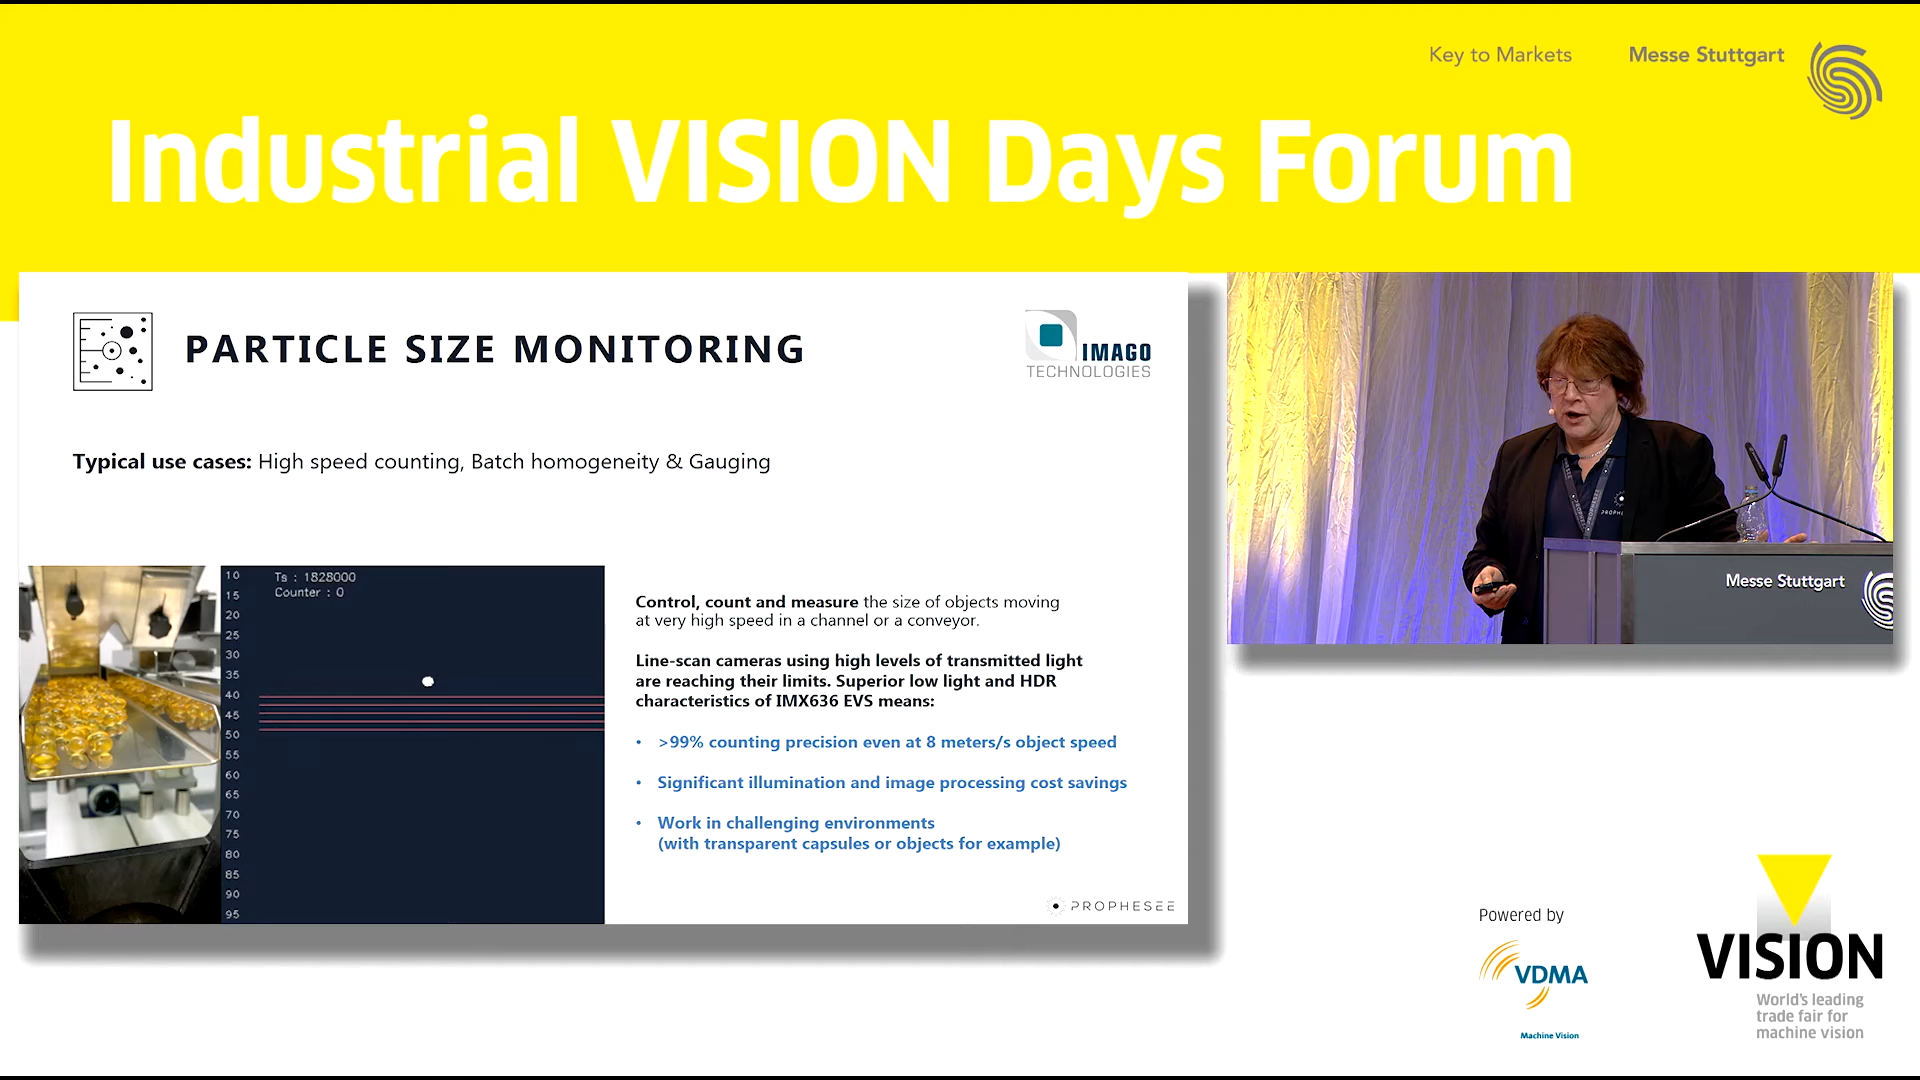 Key to Markets
Messe Stuttgart
Industrial VISION Days Forum
PARTICLE SIZE MONITORING
IMAGO
TECHNOLOGIES
Typical use cases: High speed counting, Batch homogeneity & Gauging
10
15
20
25
30
35
40
45
50
55
60
65
70
75
80
85
90
95
Ts : 1828000
Counter : 0
Control, count and measure the size of objects moving
at very high speed in a channel or a conveyor.
Line-scan cameras using high levels of transmitted light
are reaching their limits. Superior low light and HDR
characteristics of IMX636 EVS means:
• >99% counting precision even at 8 meters/s object speed
• Significant illumination and image processing cost savings
• Work in challenging environments
(with transparent capsules or objects for example)
PROPHESEE
Messe Stuttgart
Powered by
VDMA
Machine Vision
VISION
World's leading
trade fair for
machine vision